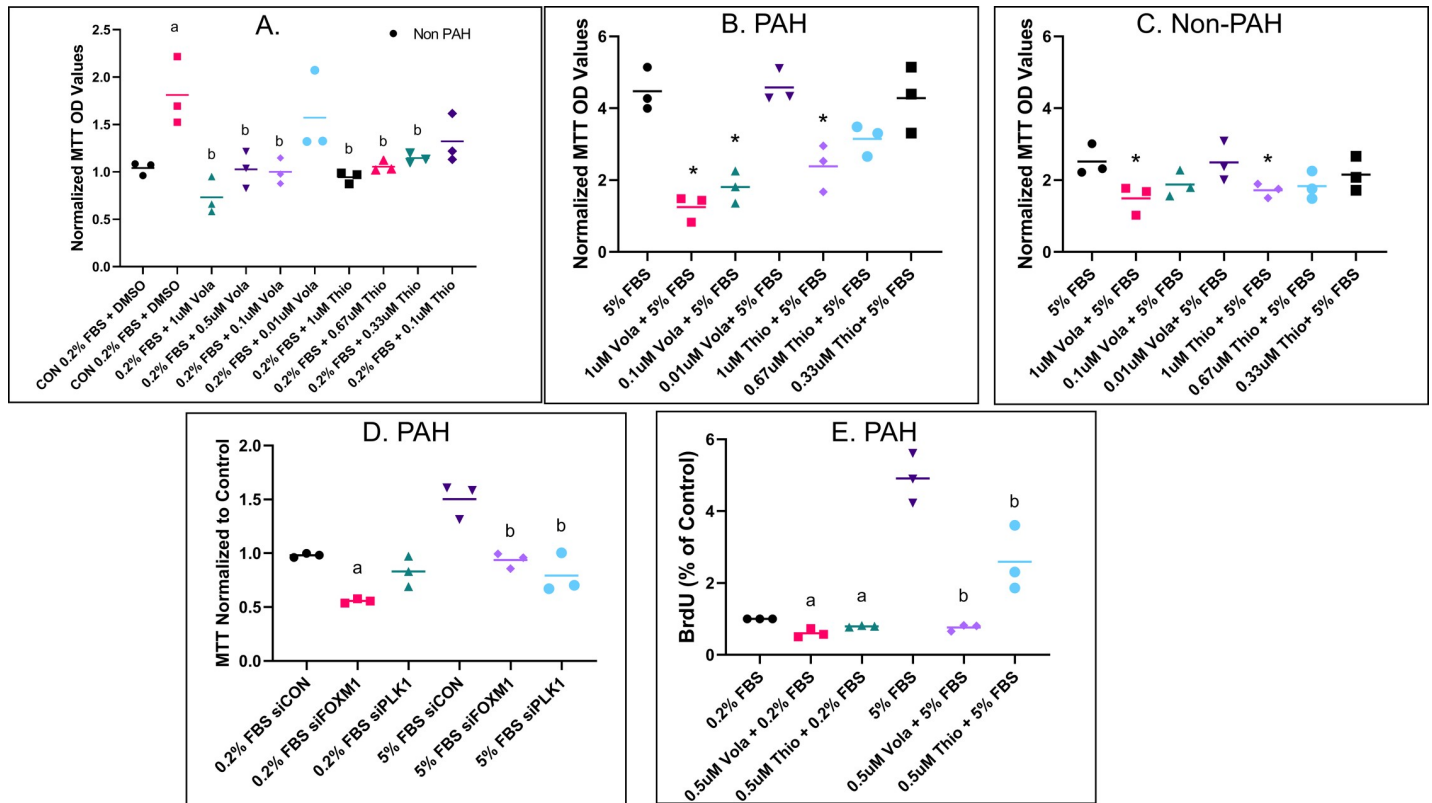 A.
Non PAH
Normalized MTT OD Values
2.5
2.0
1.5
1.0
0.5
0.0
a
b
b
b
b
b
b
CON 0.2% FBS + DMSO
CON 0.2% FBS + DMSO
0.2% FBS + 1uM Vola
0.2% FBS + 0.5uM Vola
0.2% FBS + 0.1uM Vola
0.2% FBS + 0.01uM Vola
0.2% FBS + 1uM Thio
0.2% FBS + 0.67uM Thio
0.2% FBS + 0.33uM Thio
0.2% FBS + 0.1uM Thio
B. PAH
Normalized MTT OD Values
6
4
2
0
*
*
*
5% FBS
1uM Vola + 5% FBS
0.1uM Vola + 5% FBS
0.01uM Vola+ 5% FBS
1uM Thio + 5% FBS
0.67uM Thio + 5% FBS
0.33uM Thio+ 5% FBS
C. Non-PAH
Normalized MTT OD Values
6
4
2
0
*
*
5% FBS
1uM Vola + 5% FBS
0.1uM Vola + 5% FBS
0.01uM Vola+ 5% FBS
1uM Thio + 5% FBS
0.67uM Thio + 5% FBS
0.33uM Thio+ 5% FBS
D. PAH
MTT Normalized to Control
2.0
1.5
1.0
0.5
0.0
a
b
b
0.2% FBS siCON
0.2% FBS siFOXM1
0.2% FBS siPLK1
5% FBS siCON
5% FBS siFOXM1
5% FBS siPLK1
E. PAH
BrdU (% of Control)
6
4
2
0
a
a
b
b
0.2% FBS
0.5uM Vola + 0.2% FBS
0.5uM Thio + 0.2% FBS
5% FBS
0.5uM Vola + 5% FBS
0.5uM Thio + 5% FBS